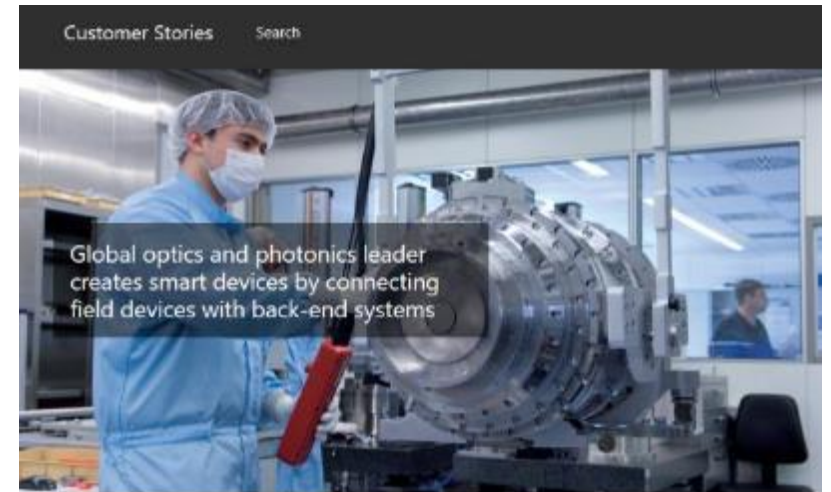 Customer Stories
Search
Global optics and photonics leader
creates smart devices by connecting
field devices with back-end systems